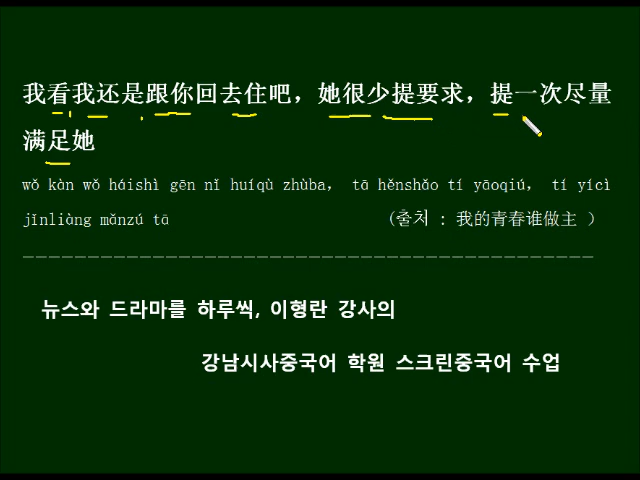 我看我还是跟你回去住吧，她很少提要求，提一次尽量
满足她
wǒ kàn wǒ háishì gēn nǐ huíqù zhùba， tā hěnshǎo tí yāoqiú， tí yícì
jǐnliàng mǎnzú tā （출처 : 我的青春谁做主 ）
--------------------------------------------
뉴스와 드라마를 하루씩, 이형란 강사의
강남시사중국어 학원 스크린중국어 수업